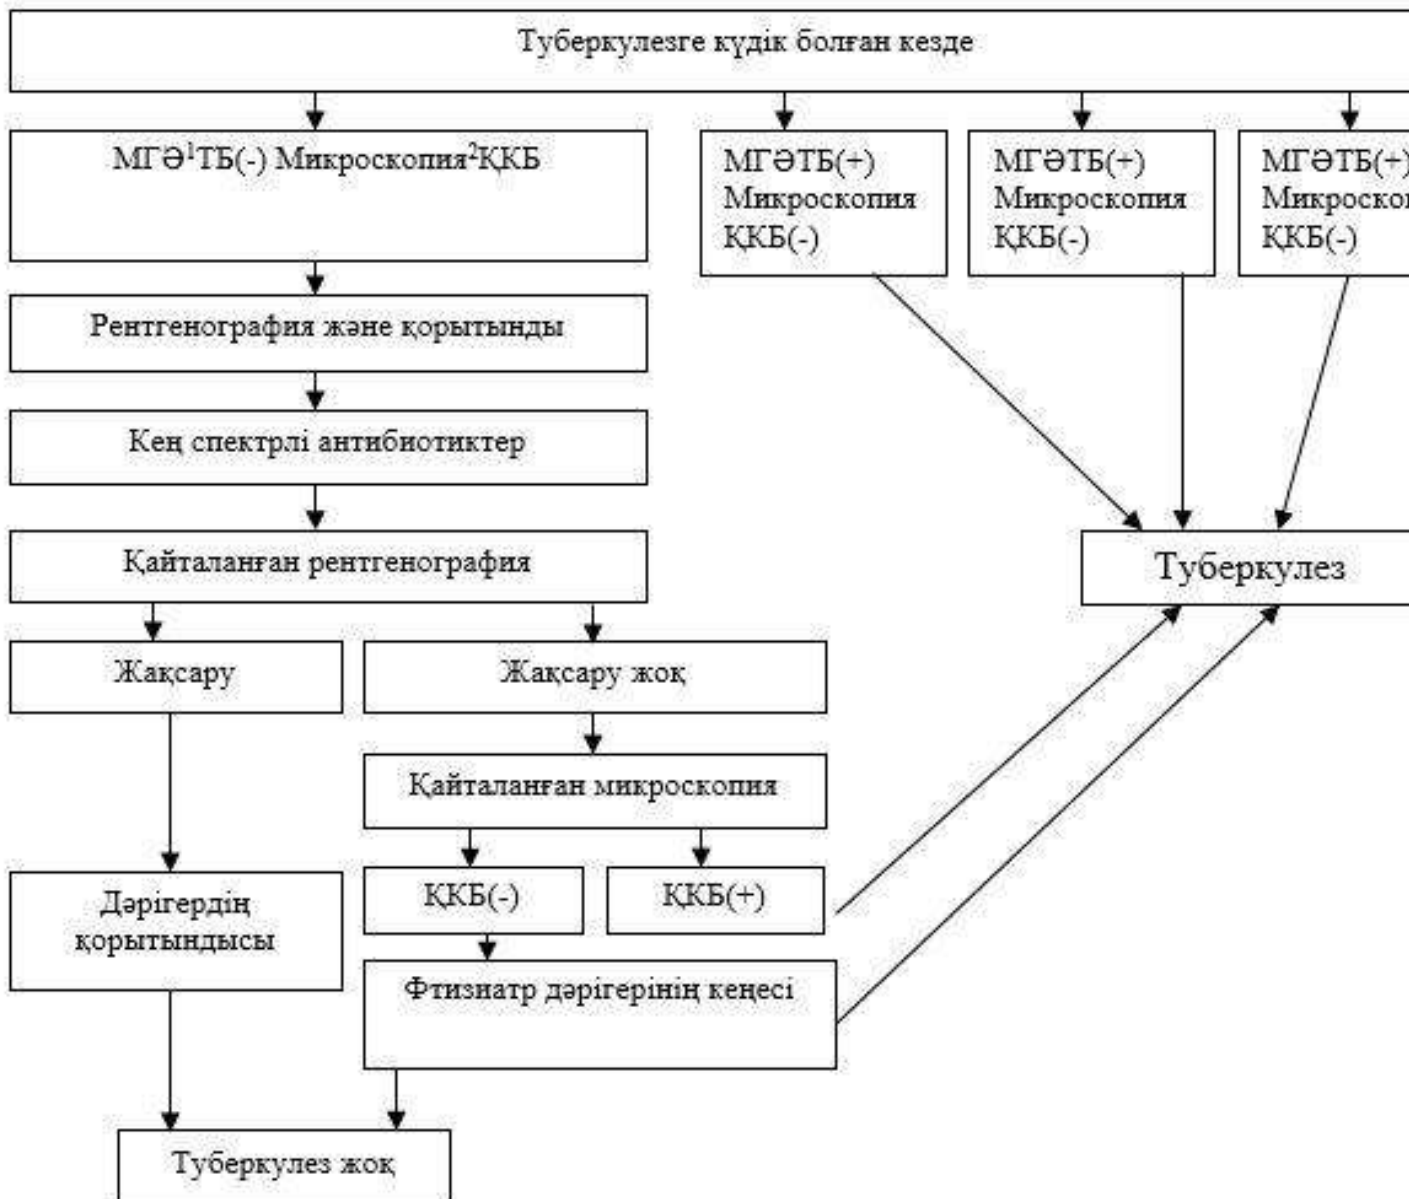 Туберкулезге күдік болған кезде
МГӘ¹ТБ(-) Микроскопия²ҚКБ
МГӘТБ(+)
Микроскопия
ҚКБ(-)
МГӘТБ(+)
Микроскопия
ҚКБ(-)
МГӘТБ(+)
ҚКБ(-)
Рентгенография және қорытынды
Кең спектрлі антибиотиктер
Қайталанған рентгенография
Туберкулез
Жақсару
Жақсару жоқ
Қайталанған микроскопия
Дәрігердің
қорытындысы
ҚКБ(-)
ҚКБ(+)
Фтизиатр дәрігерінің кеңесі
Туберкулез жоқ